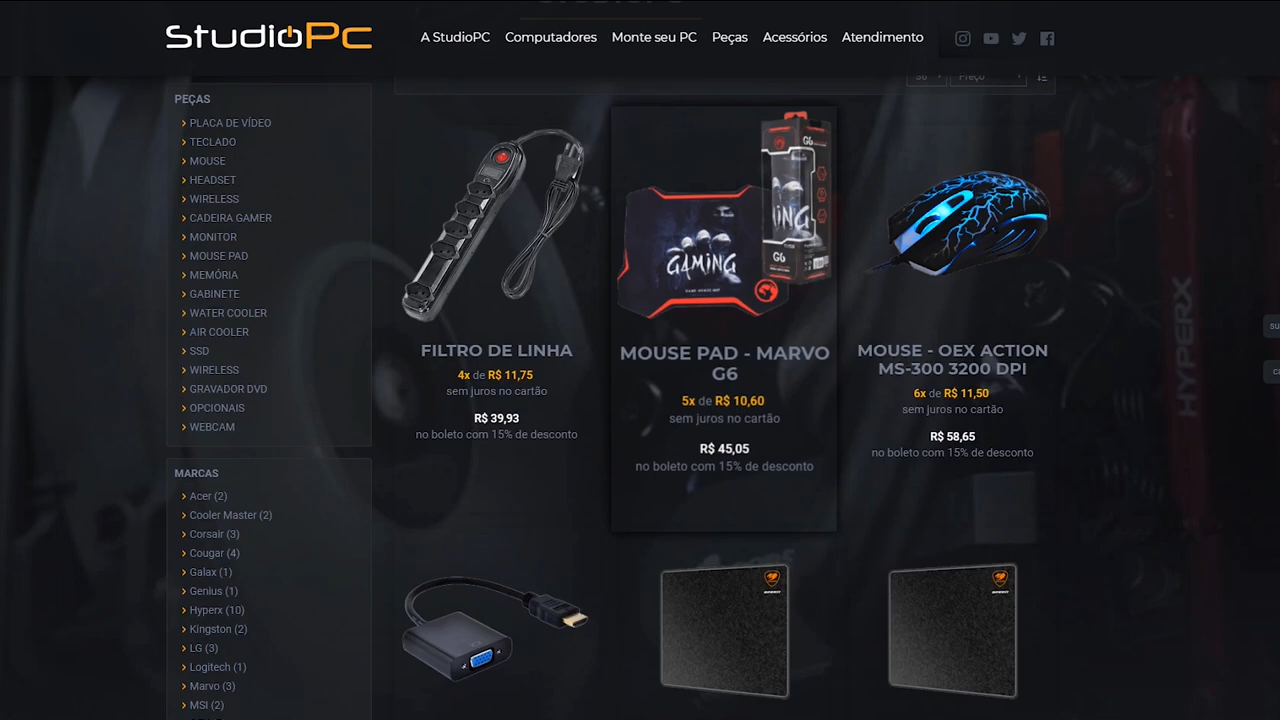 StudioPc
A StudioPC Computadores Monte seu PC Peças Acessórios Atendimento
36 Preço
PEÇAS
PLACA DE VÍDEO
TECLADO
MOUSE
HEADSET
WIRELESS
CADEIRA GAMER
MONITOR
MOUSE PAD
MEMÓRIA
GABINETE
WATER COOLER
AIR COOLER
SSD
WIRELESS
GRAVADOR DVD
OPCIONAIS
WEBCAM
MARCAS
Acer (2)
Cooler Master (2)
Corsair (3)
Cougar (4)
Galax (1)
Genius (1)
Hyperx (10)
Kingston (2)
LG (3)
Logitech (1)
Marvo (3)
MSI (2)
FILTRO DE LINHA
4x de R$ 11,75
sem juros no cartão
R$ 39,93
no boleto com 15% de desconto
GAMING
G6
G6
MOUSE PAD - MARVO
G6
5x de R$ 10,60
sem juros no cartão
R$ 45,05
no boleto com 15% de desconto
MOUSE - OEX ACTION
MS-300 3200 DPI
6x de R$ 11,50
sem juros no cartão
R$ 58,65
no boleto com 15% de desconto
HYPERX